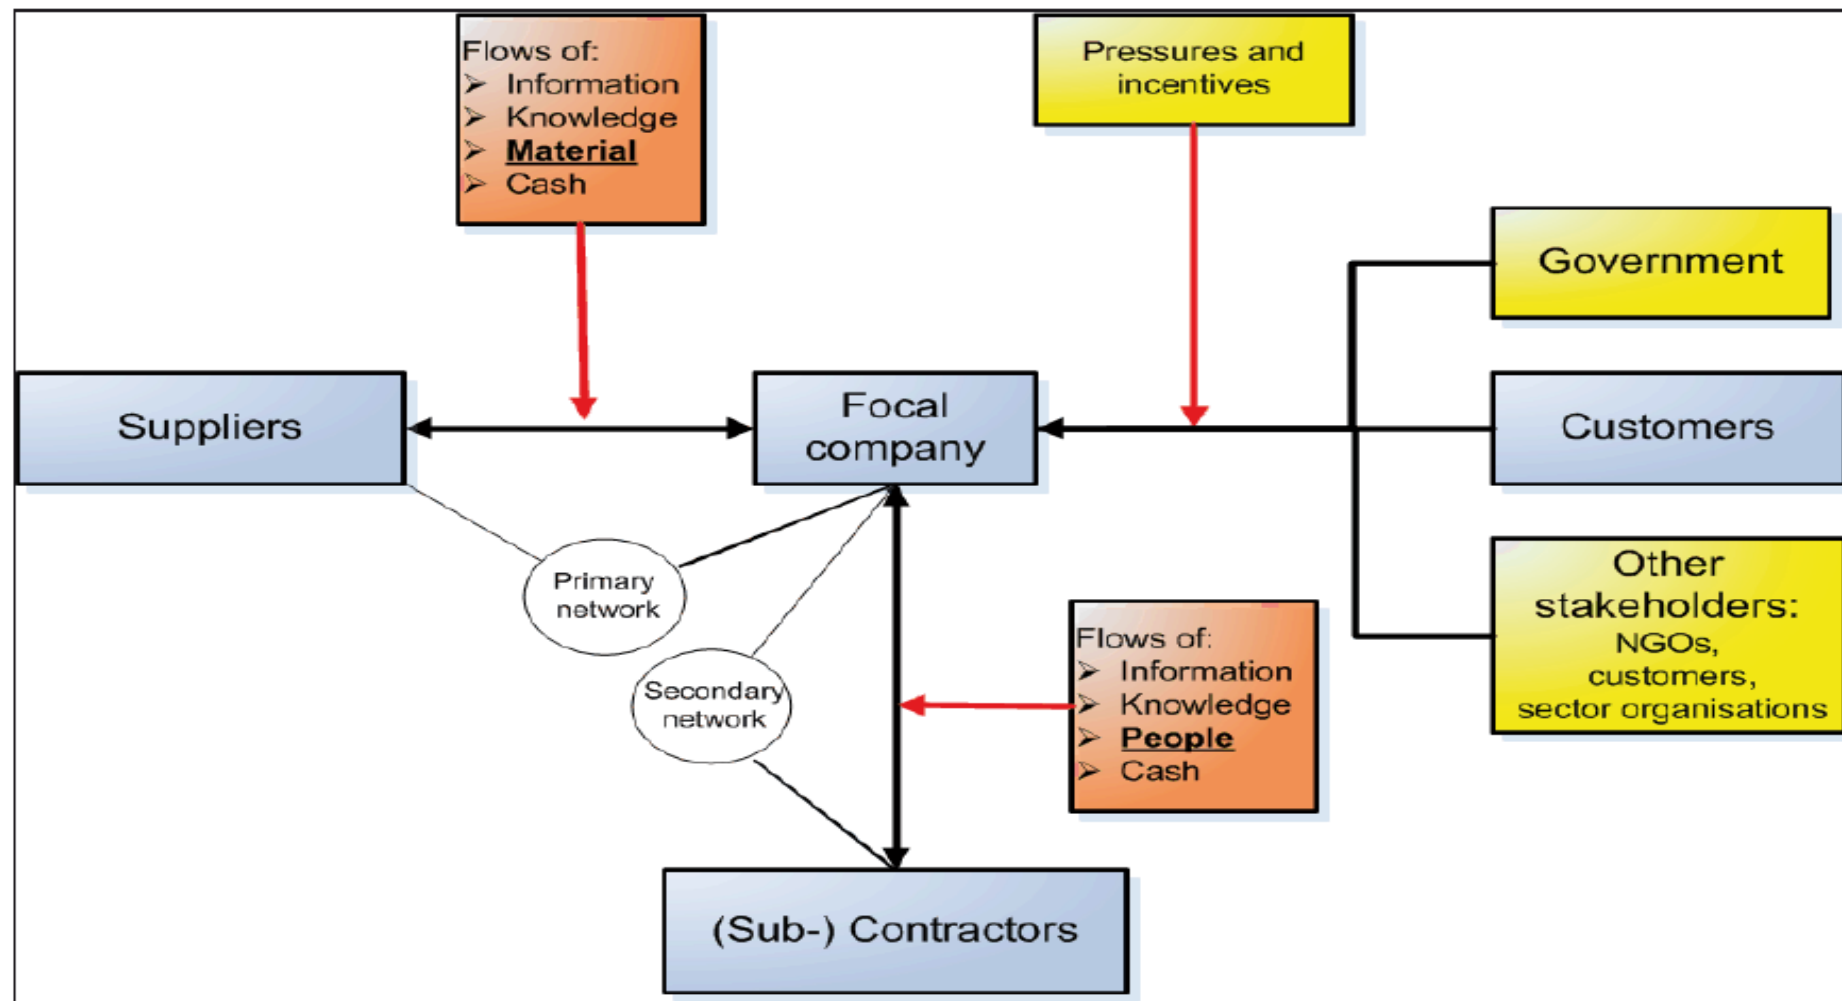 Flows of:
➢ Information
➢ Knowledge
➢ Material
➢ Cash
Pressures and
incentives
Government
Suppliers
Focal
company
Customers
Primary
network
Secondary
network
Other
stakeholders:
NGOs,
customers,
sector organisations
Flows of:
➢ Information
➢ Knowledge
➢ People
➢ Cash
(Sub-) Contractors